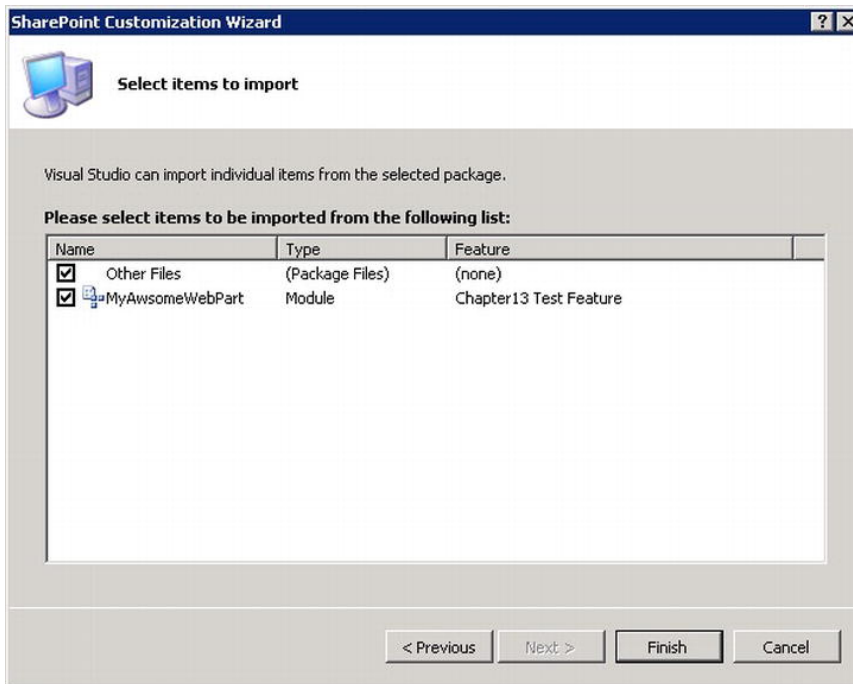 SharePoint Customization Wizard
Select items to import
Visual Studio can import individual items from the selected package.
Please select items to be imported from the following list:
Name Type Feature
Other Files (Package Files) (none)
MyAwsomeWebPart Module Chapter13 Test Feature
< Previous Next > Finish Cancel